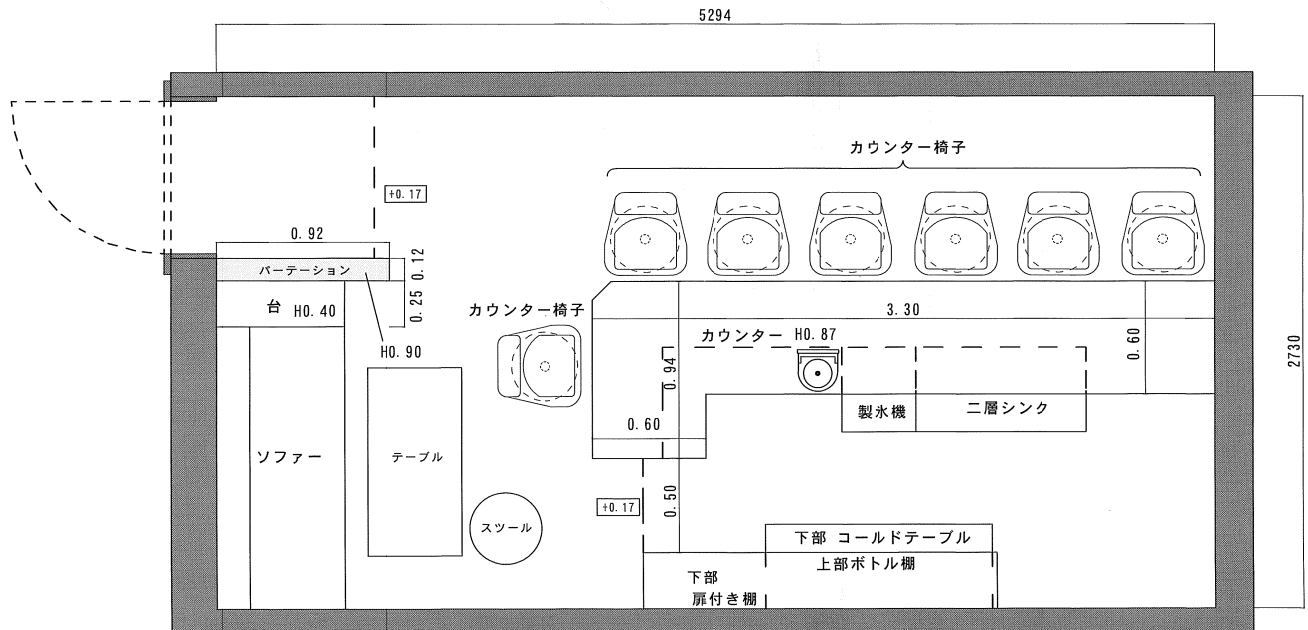 5294
カウンター椅子
+0.17
0.92
パーテーション
0.12
台 H0.40
0.25
カウンター椅子
3.30
2730
H0.90
カウンター H0.87
0.60
0.94
製氷機
二層シンク
0.60
ソファー
テーブル
+0.17
0.50
スツール
下部 コールドテーブル
上部ボトル棚
下部
扉付き棚